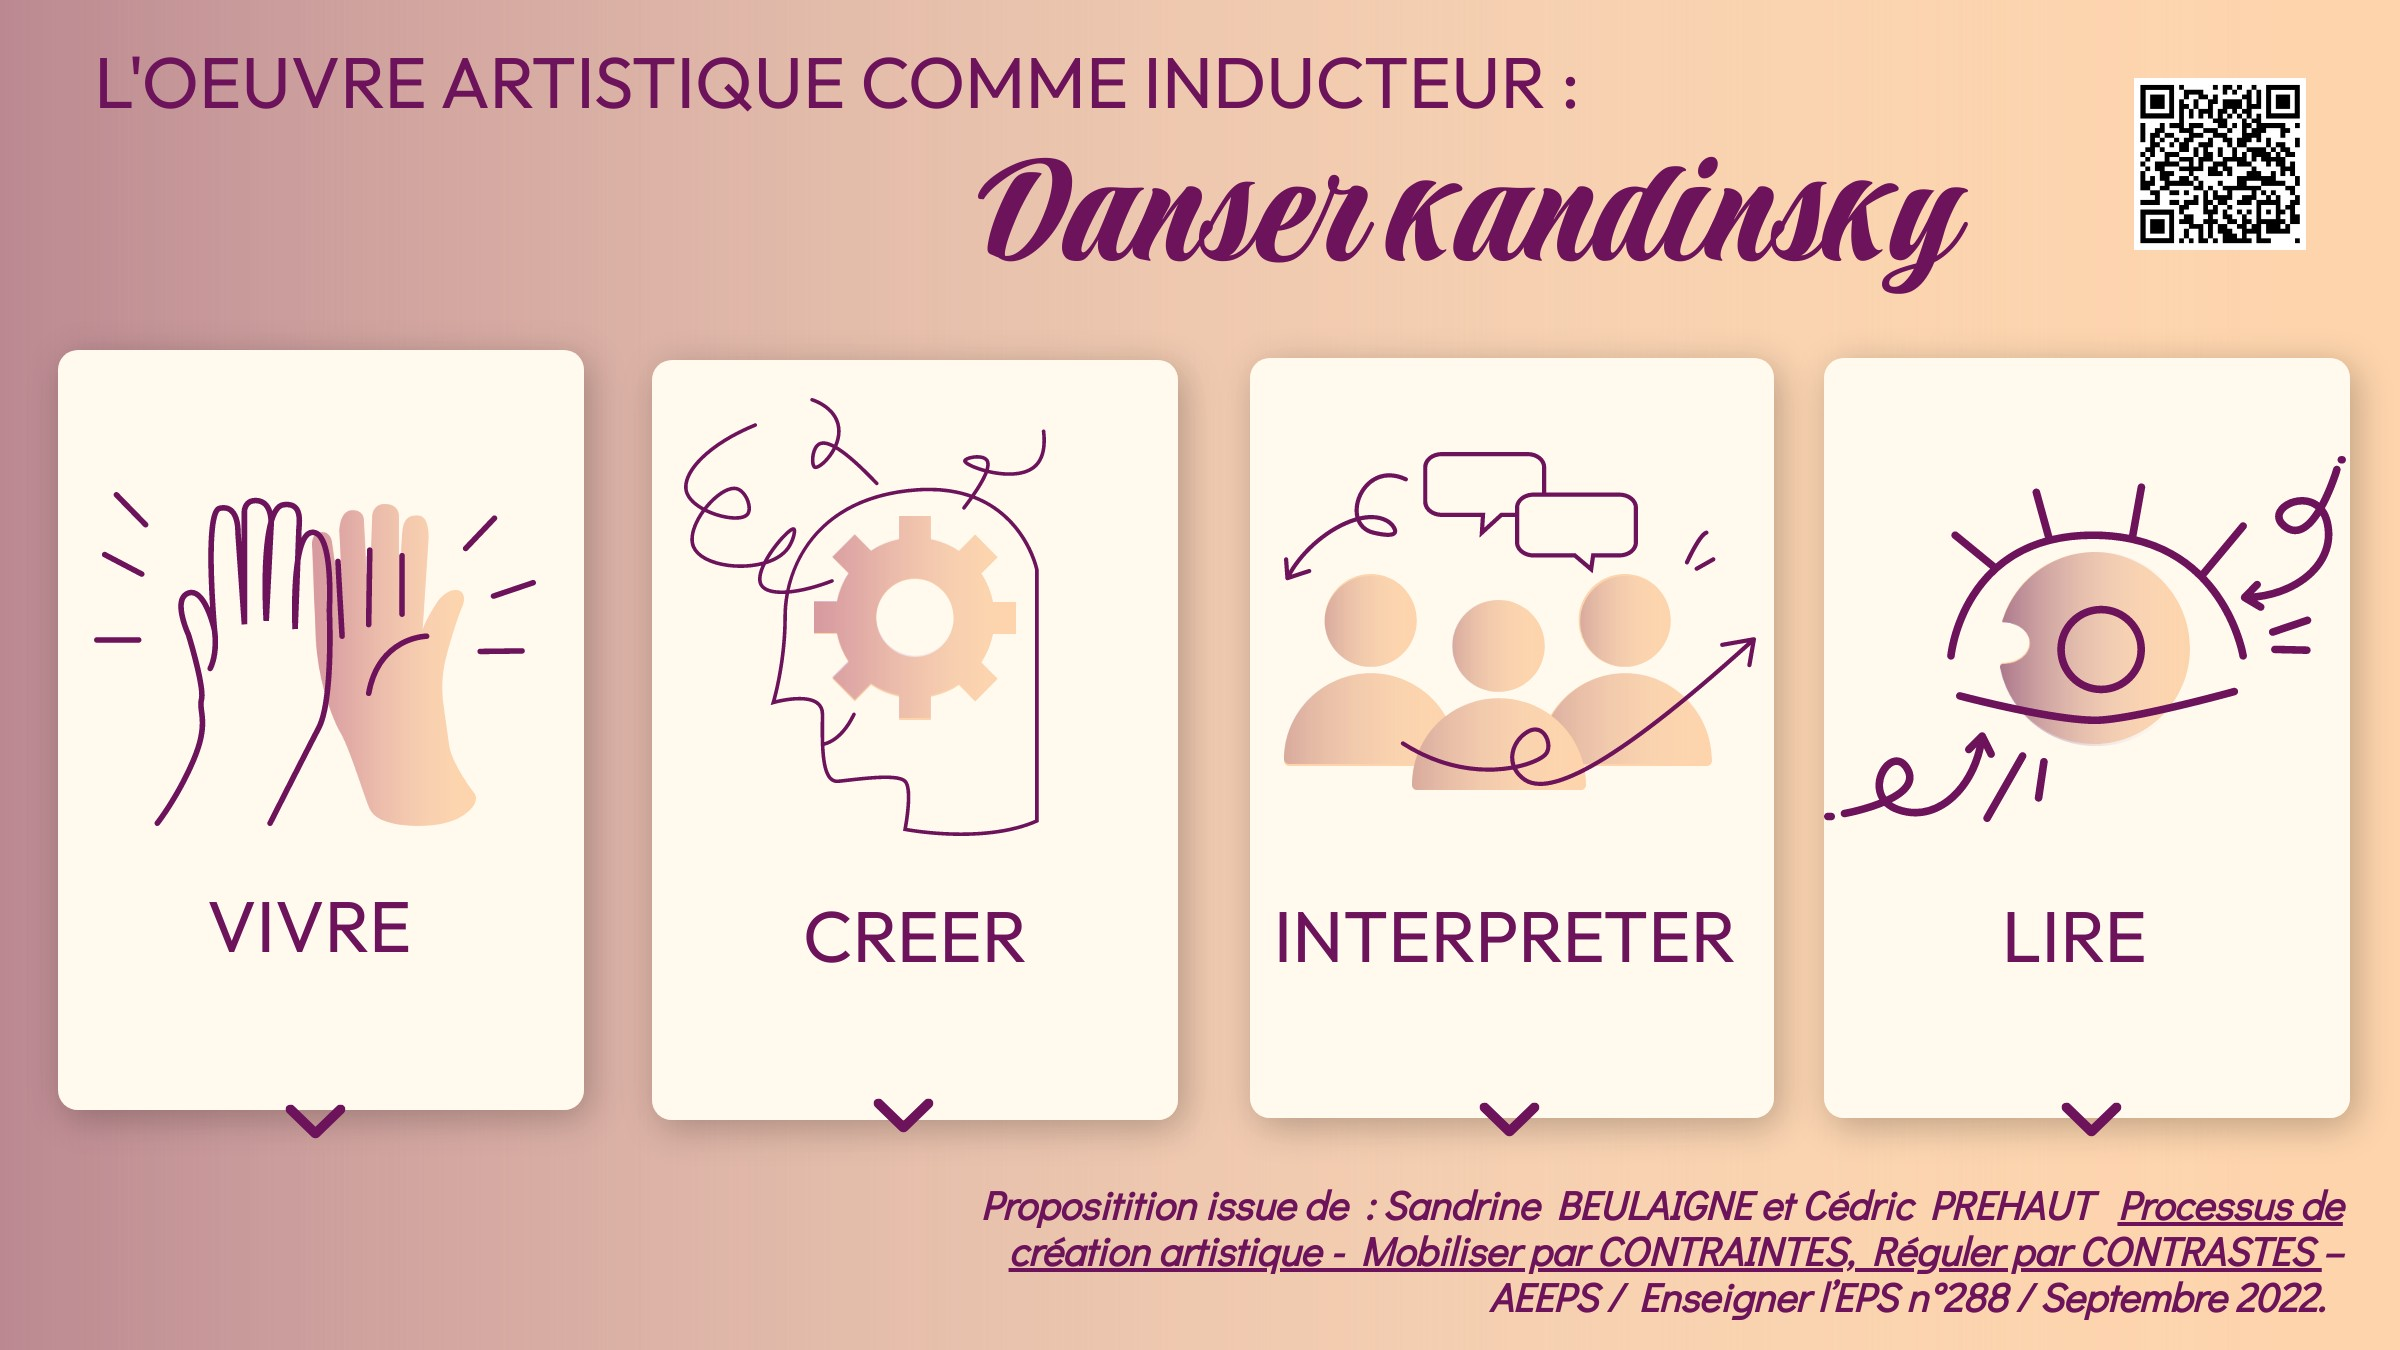 L'OEUVRE ARTISTIQUE COMME INDUCTEUR :
Danser Kandinsky
VIVRE
CREER
INTERPRETER
LIRE
Propositition issue de : Sandrine BEULAIGNE et Cédric PREHAUT Processus de
création artistique - Mobiliser par CONTRAINTES, Réguler par CONTRASTES –
AEEPS / Enseigner l’EPS n°288 / Septembre 2022.